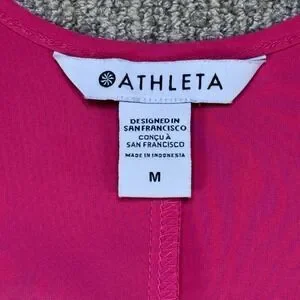 ATHLETA
DESIGNED IN
SAN FRANCISCO
CONÇU À
SAN FRANCISCO
MADE IN INDONESIA
M